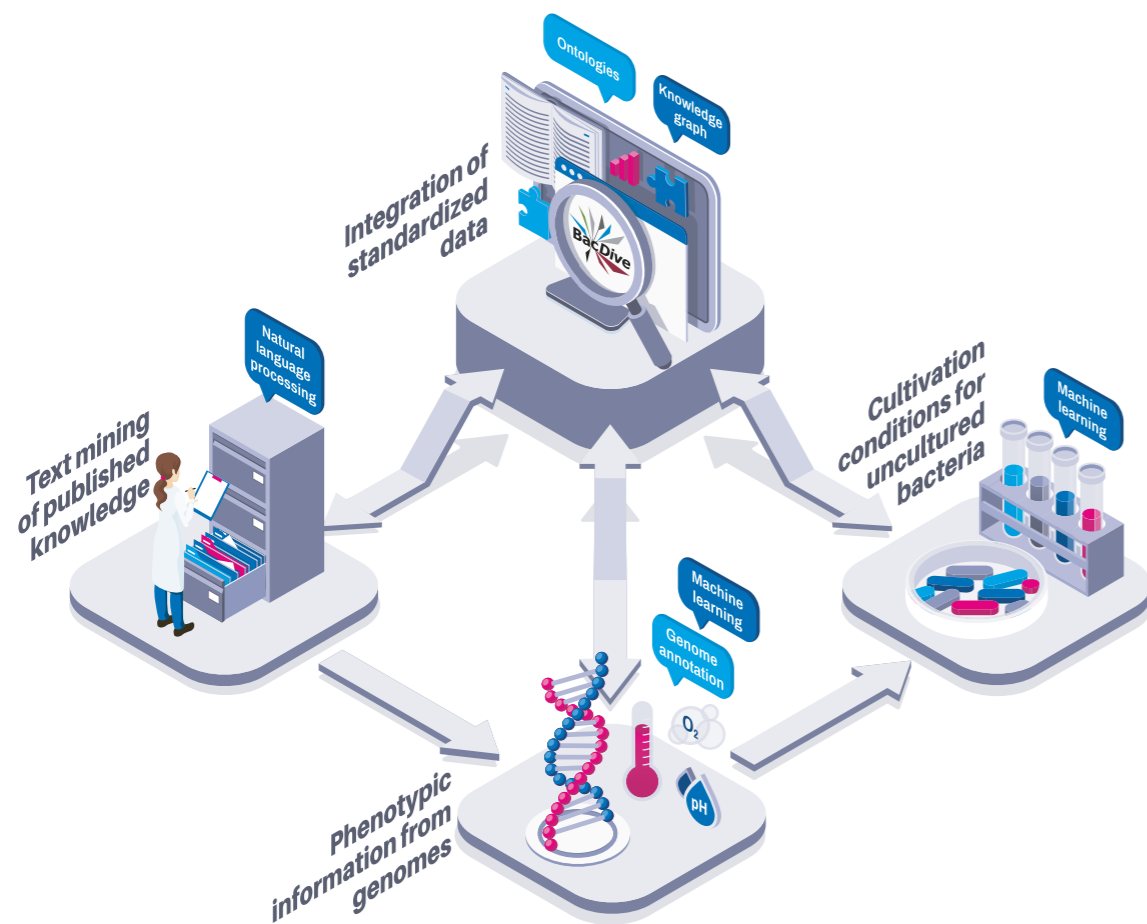 Ontologies
Knowledge
graph
Integration of
standardized
data
BacDive
Natural
language
processing
Text mining
of published
knowledge
Cultivation
conditions for
uncultured
bacteria
Machine
learning
Machine
learning
Genome
annotation
O₂
pH
Phenotypic
information from
genomes